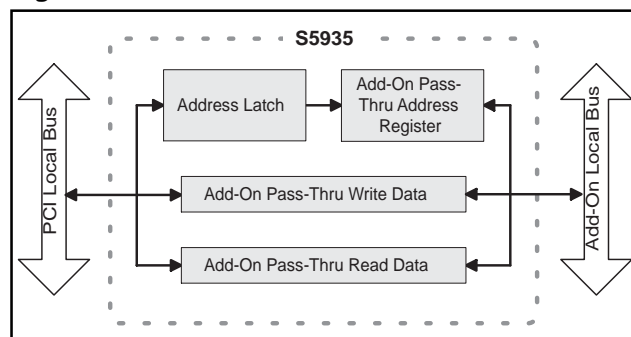 S5935
PCI Local Bus
Address Latch
Add-On Pass-
Thru Address
Register
Add-On Pass-Thru Write Data
Add-On Pass-Thru Read Data
Add-On Local Bus